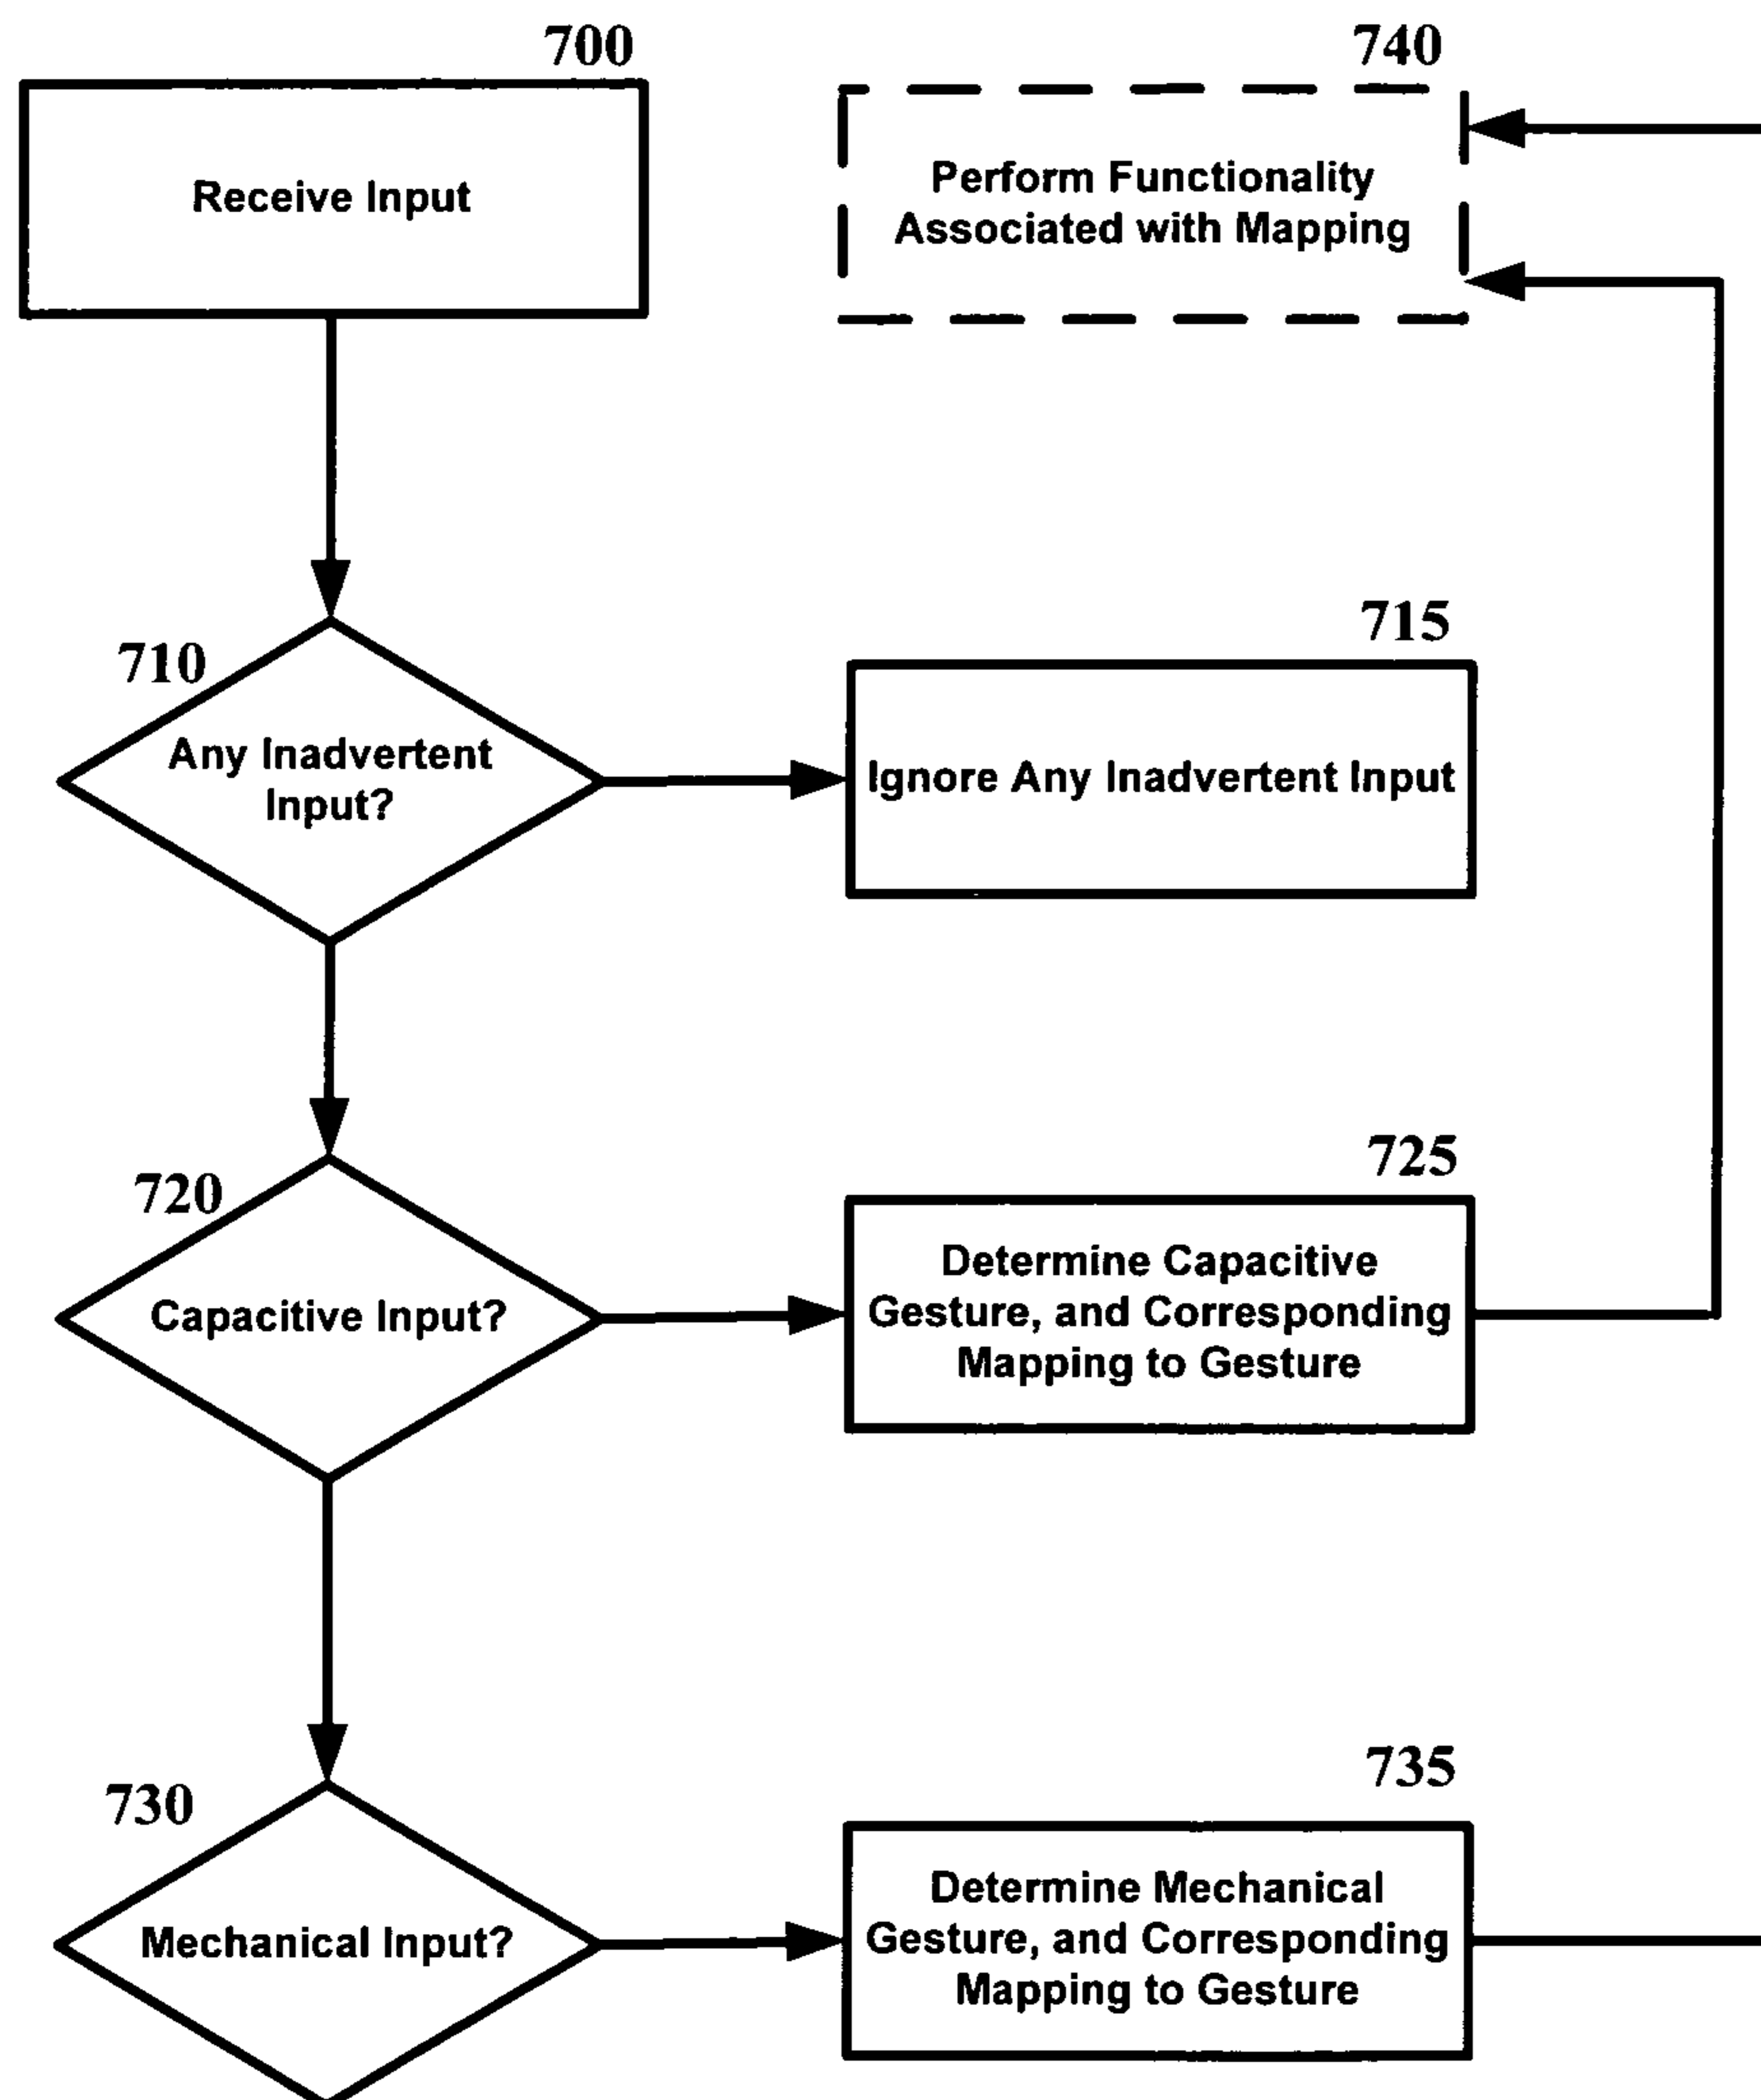 700
Receive Input
740
Perform Functionality
Associated with Mapping
710
Any Inadvertent
Input?
715
Ignore Any Inadvertent Input
720
Capacitive Input?
725
Determine Capacitive
Gesture, and Corresponding
Mapping to Gesture
730
Mechanical Input?
735
Determine Mechanical
Gesture, and Corresponding
Mapping to Gesture